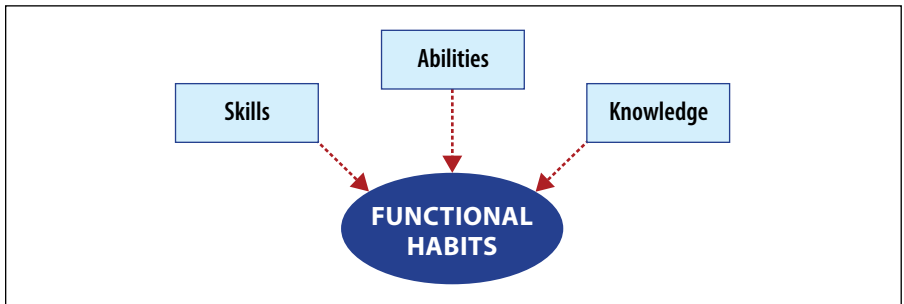 Abilities
Skills
Knowledge
FUNCTIONAL
HABITS